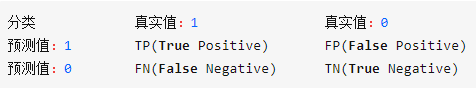 分类 真实值：1 真实值：0
预测值：1 TP(True Positive) FP(False Positive)
预测值：0 FN(False Negative) TN(True Negative)